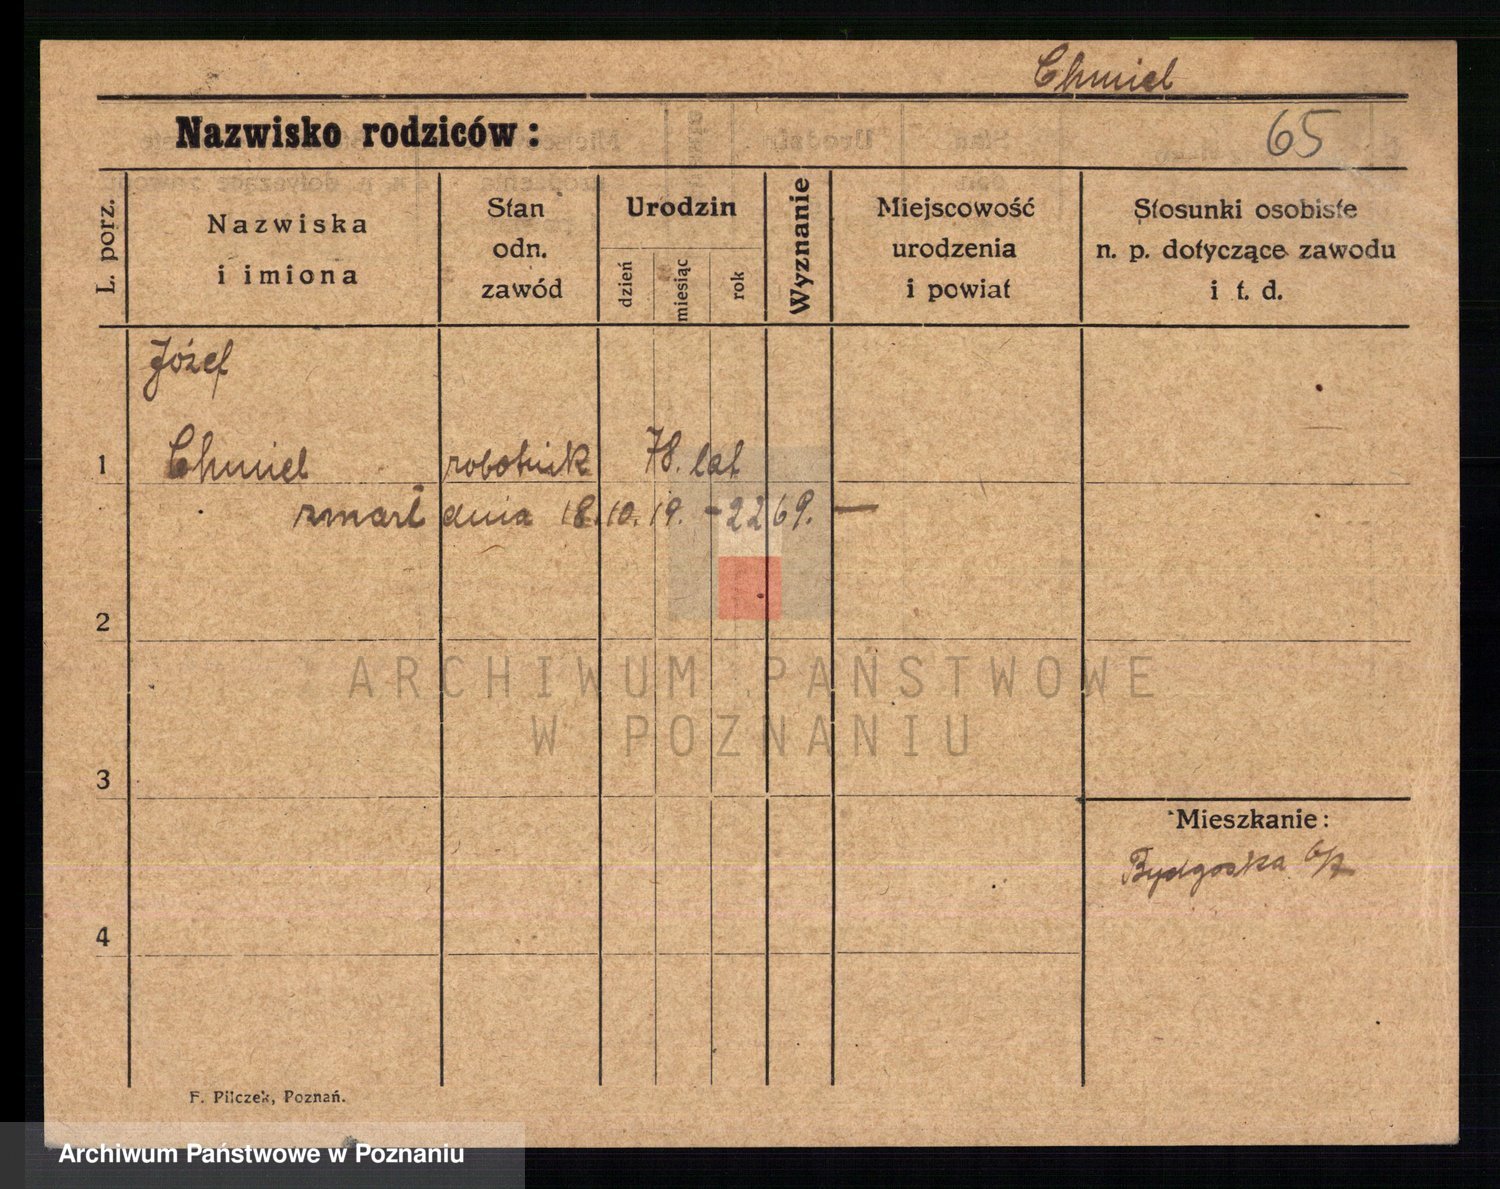 Chmiel
Nazwisko rodziców:
65
L. porz.
Nazwiska
i imiona
Stan
odn.
zawód
Urodzin
dzień
miesiąc
rok
Wyznanie
Miejscowość
urodzenia
i powiat
Stosunki osobiste
n. p. dotyczące zawodu
i t. d.
Józef
1 Chmiel robotnik 78. lat
zmarł dnia 18.10.19. - 2269. —
2
ARCHIWUM PAŃSTWOWE
W POZNANIU
3
Mieszkanie:
Bydgoska
4
F. Pilczek, Poznań.
Archiwum Państwowe w Poznaniu